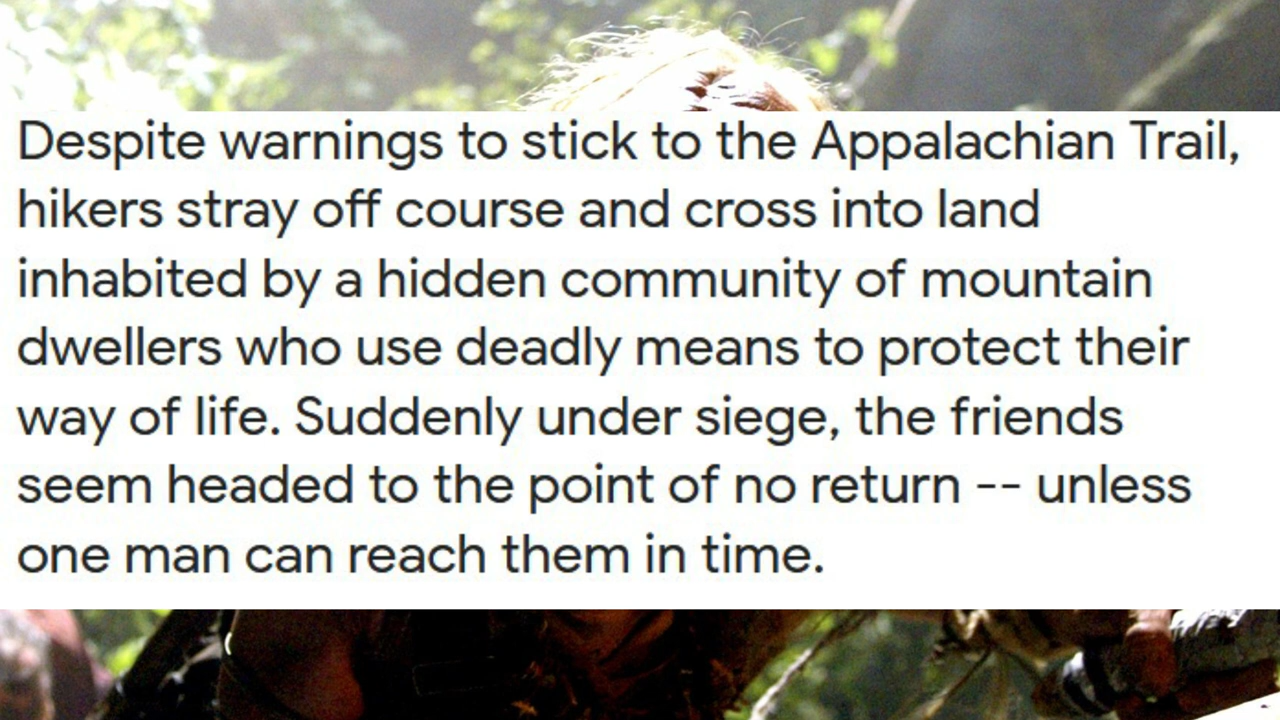 Despite warnings to stick to the Appalachian Trail,
hikers stray off course and cross into land
inhabited by a hidden community of mountain
dwellers who use deadly means to protect their
way of life. Suddenly under siege, the friends
seem headed to the point of no return -- unless
one man can reach them in time.